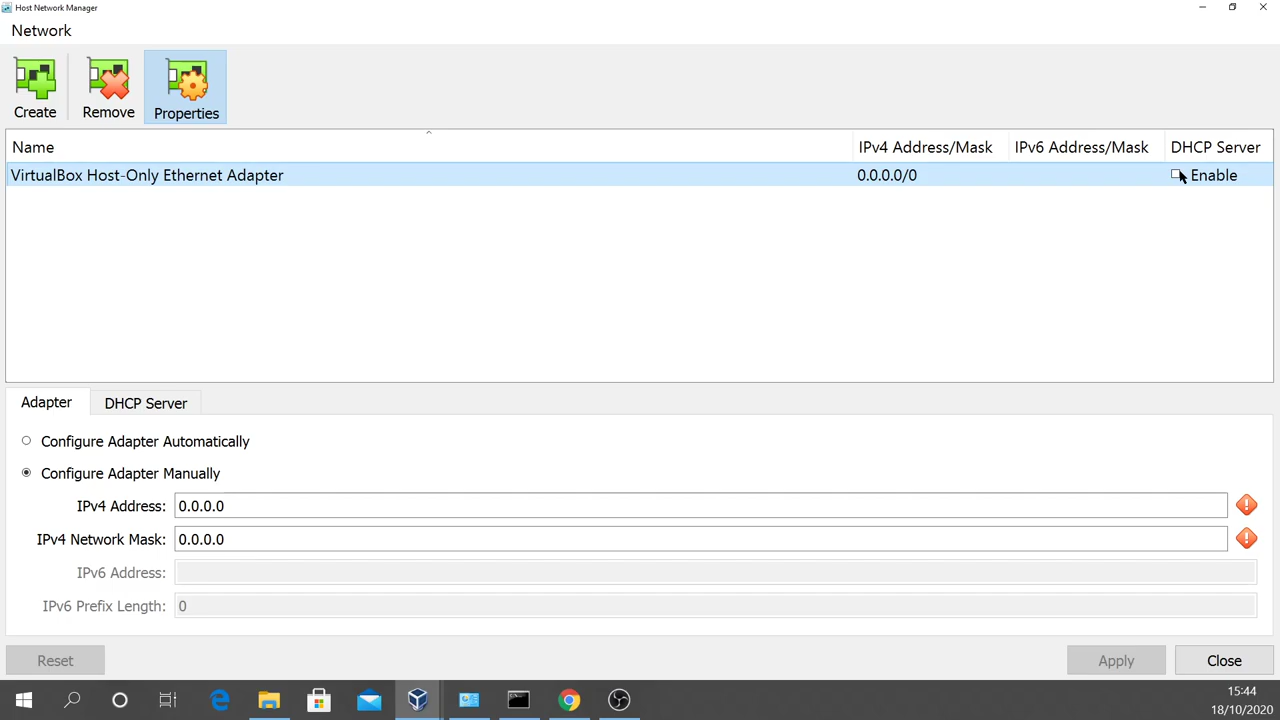 Host Network Manager
Network
Create Remove Properties
Name IPv4 Address/Mask IPv6 Address/Mask DHCP Server
VirtualBox Host-Only Ethernet Adapter 0.0.0.0/0 Enable
Adapter DHCP Server
Configure Adapter Automatically
Configure Adapter Manually
IPv4 Address: 0.0.0.0
IPv4 Network Mask: 0.0.0.0
IPv6 Address:
IPv6 Prefix Length: 0
Reset Apply Close
15:44
18/10/2020